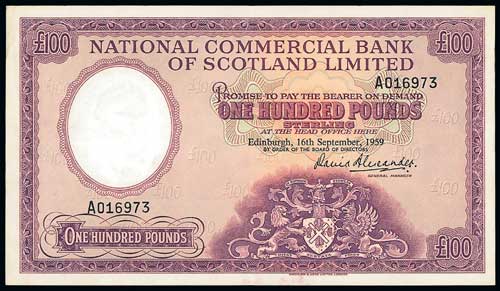 £100 £100
NATIONAL COMMERCIAL BANK
OF SCOTLAND LIMITED
A016973
PROMISE TO PAY THE BEARER ON DEMAND
ONE HUNDRED POUNDS
STERLING
AT THE HEAD OFFICE HERE
Edinburgh, 16th September, 1959
BY ORDER OF THE BOARD OF DIRECTORS
David Alexander
GENERAL MANAGER
A016973
ONE HUNDRED POUNDS
£100